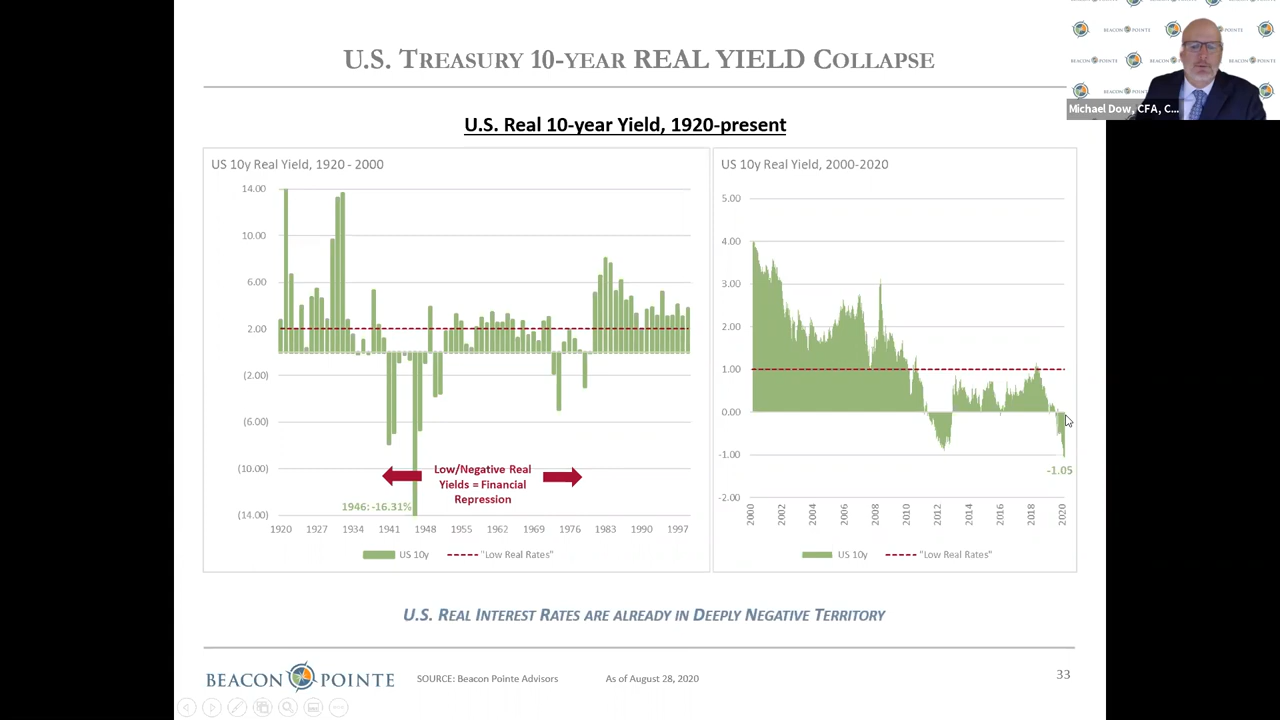 U.S. TREASURY 10-YEAR REAL YIELD COLLAPSE
Michael Dow, CFA, C...
U.S. Real 10-year Yield, 1920-present
US 10y Real Yield, 1920 - 2000
14.00
10.00
6.00
2.00
(2.00)
(6.00)
(10.00)
(14.00)
Low/Negative Real
Yields = Financial
Repression
1946: -16.31%
1920 1927 1934 1941 1948 1955 1962 1969 1976 1983 1990 1997
US 10y "Low Real Rates"
US 10y Real Yield, 2000-2020
5.00
4.00
3.00
2.00
1.00
0.00
-1.00
-2.00
-1.05
2000 2002 2004 2006 2008 2010 2012 2014 2016 2018 2020
US 10y "Low Real Rates"
U.S. REAL INTEREST RATES ARE ALREADY IN DEEPLY NEGATIVE TERRITORY
BEACON POINTE
SOURCE: Beacon Pointe Advisors As of August 28, 2020
33